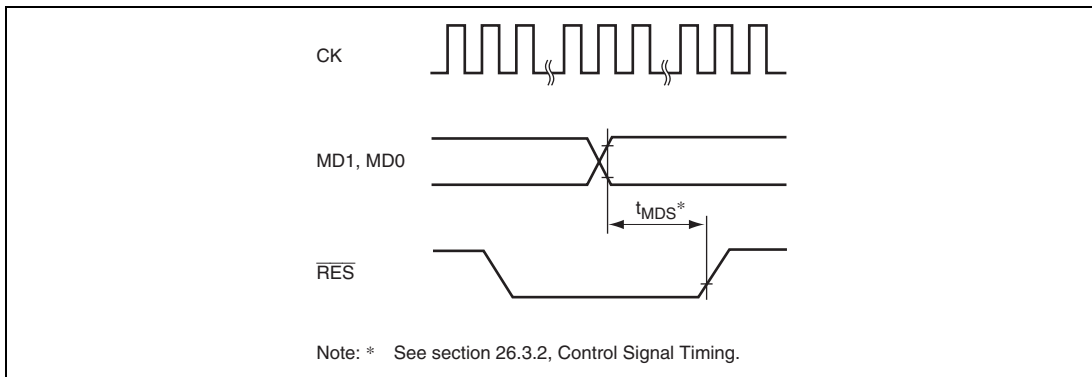 CK
MD1, MD0
tMDS*
RES
Note: * See section 26.3.2, Control Signal Timing.